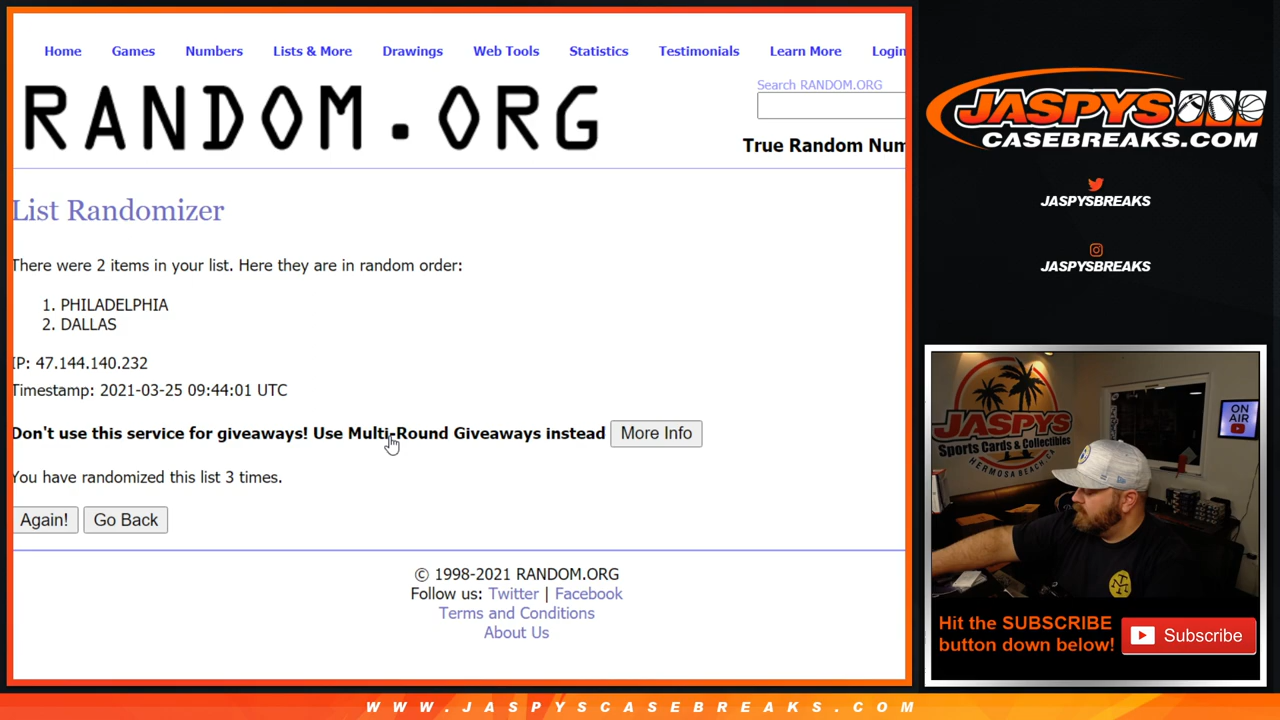 Home Games Numbers Lists & More Drawings Web Tools Statistics Testimonials Learn More Login
Search RANDOM.ORG
RANDOM.ORG
True Random Num
List Randomizer
There were 2 items in your list. Here they are in random order:
1. PHILADELPHIA
2. DALLAS
IP: 47.144.140.232
Timestamp: 2021-03-25 09:44:01 UTC
Don't use this service for giveaways! Use Multi-Round Giveaways instead More Info
You have randomized this list 3 times.
Again! Go Back
© 1998-2021 RANDOM.ORG
Follow us: Twitter | Facebook
Terms and Conditions
About Us
JASPYS
CASEBREAKS.COM
JASPYSBREAKS
JASPYSBREAKS
JASPYS
Sports Cards & Collectibles
HERMOSA BEACH, CA
ON
AIR
Hit the SUBSCRIBE
button down below!
Subscribe
WWW.JASPYSCASEBREAKS.COM